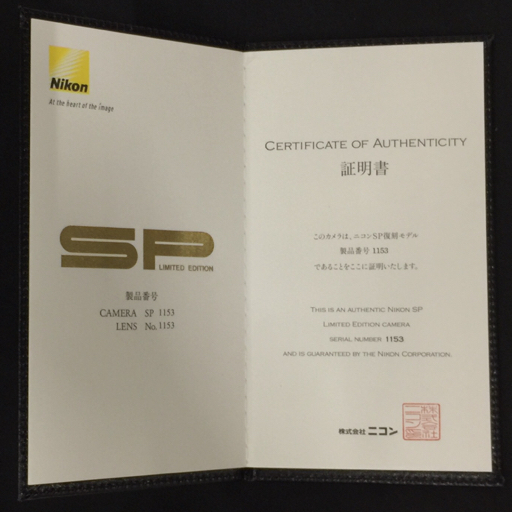 Nikon
At the heart of the image
SP
LIMITED EDITION
製品番号
CAMERA SP 1153
LENS No. 1153
CERTIFICATE OF AUTHENTICITY
証明書
このカメラは、ニコンSP復刻モデル
製品番号 1153
であることをここに証明いたします。
THIS IS AN AUTHENTIC NIKON SP
LIMITED EDITION CAMERA
SERIAL NUMBER 1153
AND IS GUARANTEED BY THE NIKON CORPORATION.
株式会社 ニコン